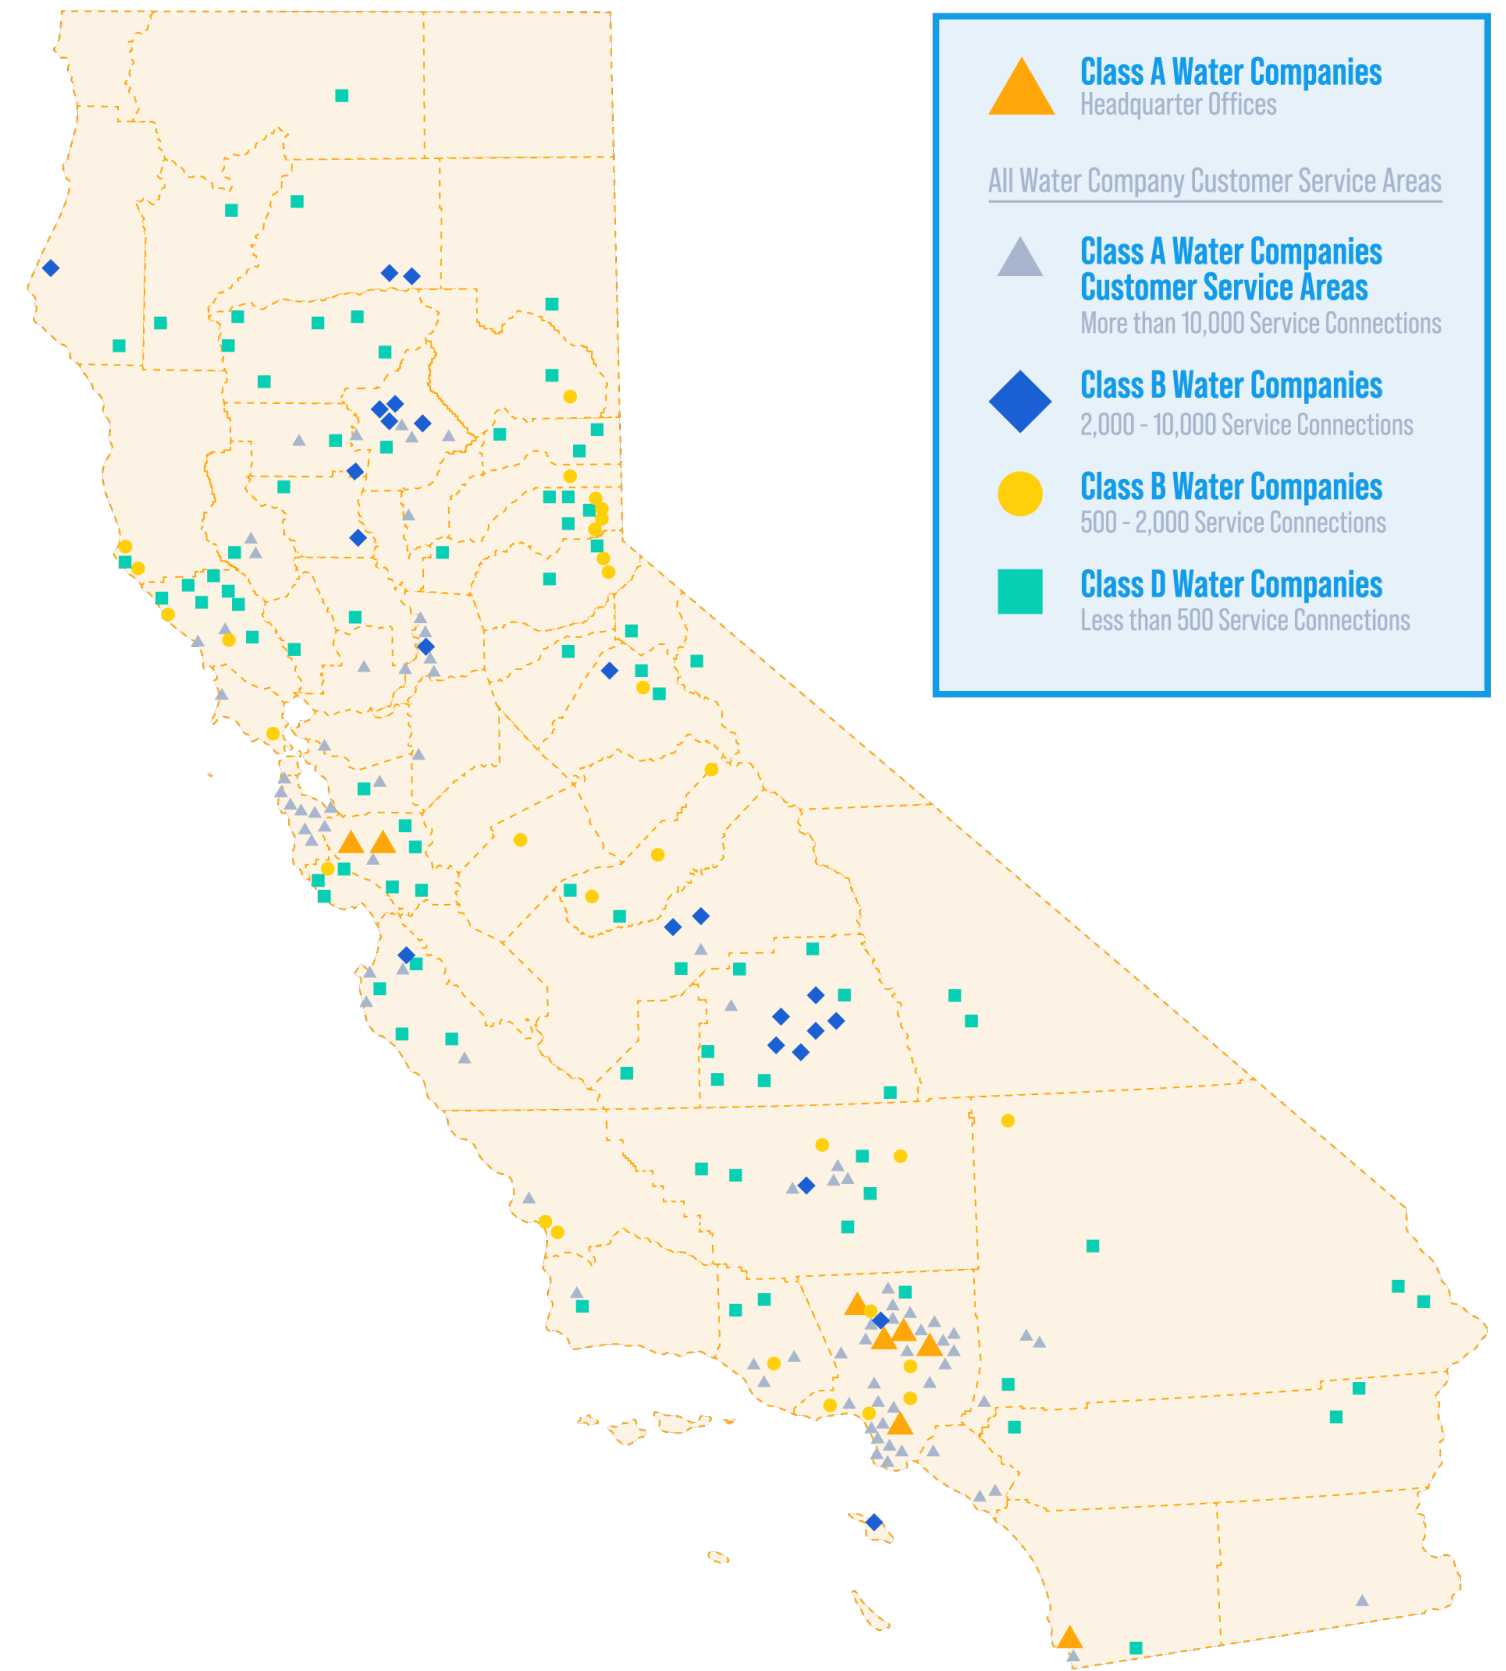 Class A Water Companies
Headquarter Offices
All Water Company Customer Service Areas
Class A Water Companies
Customer Service Areas
More than 10,000 Service Connections
Class B Water Companies
2,000 - 10,000 Service Connections
Class B Water Companies
500 - 2,000 Service Connections
Class D Water Companies
Less than 500 Service Connections